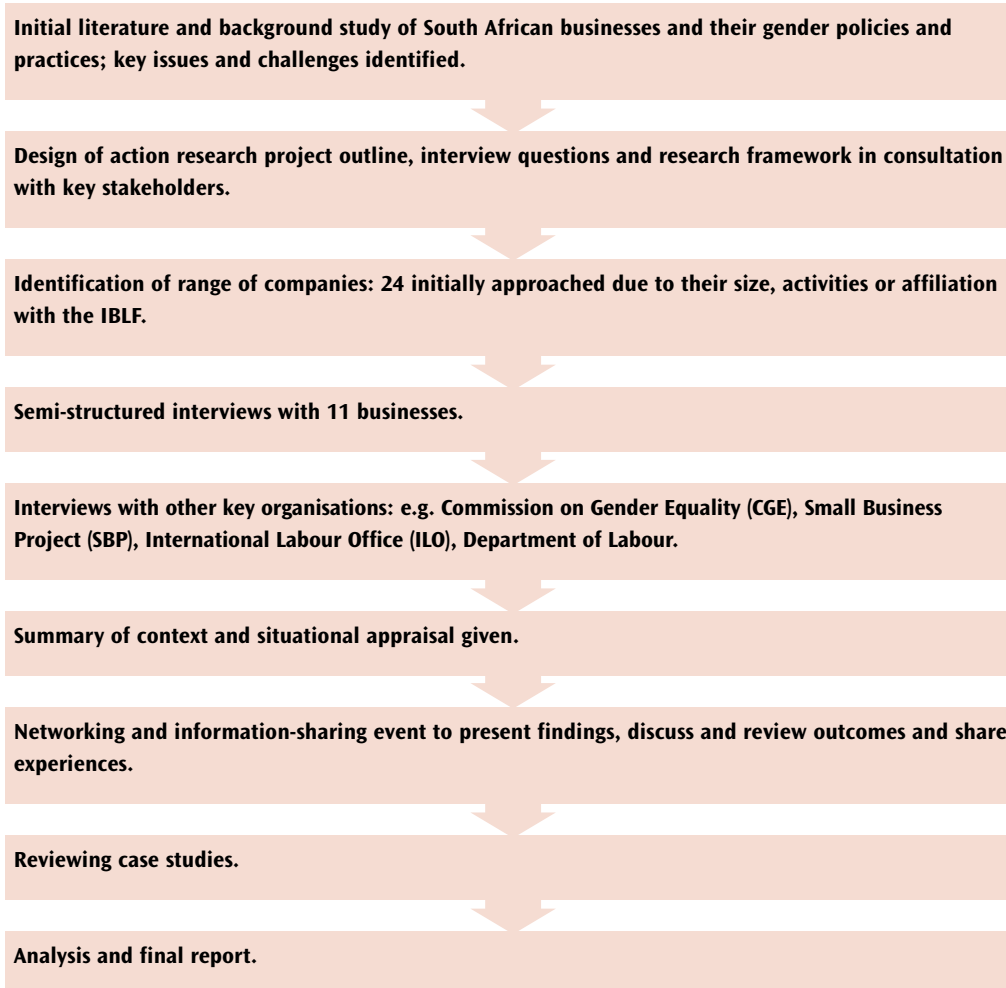 Initial literature and background study of South African businesses and their gender policies and
practices; key issues and challenges identified.
Design of action research project outline, interview questions and research framework in consultation
with key stakeholders.
Identification of range of companies: 24 initially approached due to their size, activities or affiliation
with the IBLF.
Semi-structured interviews with 11 businesses.
Interviews with other key organisations: e.g. Commission on Gender Equality (CGE), Small Business
Project (SBP), International Labour Office (ILO), Department of Labour.
Summary of context and situational appraisal given.
Networking and information-sharing event to present findings, discuss and review outcomes and share
experiences.
Reviewing case studies.
Analysis and final report.